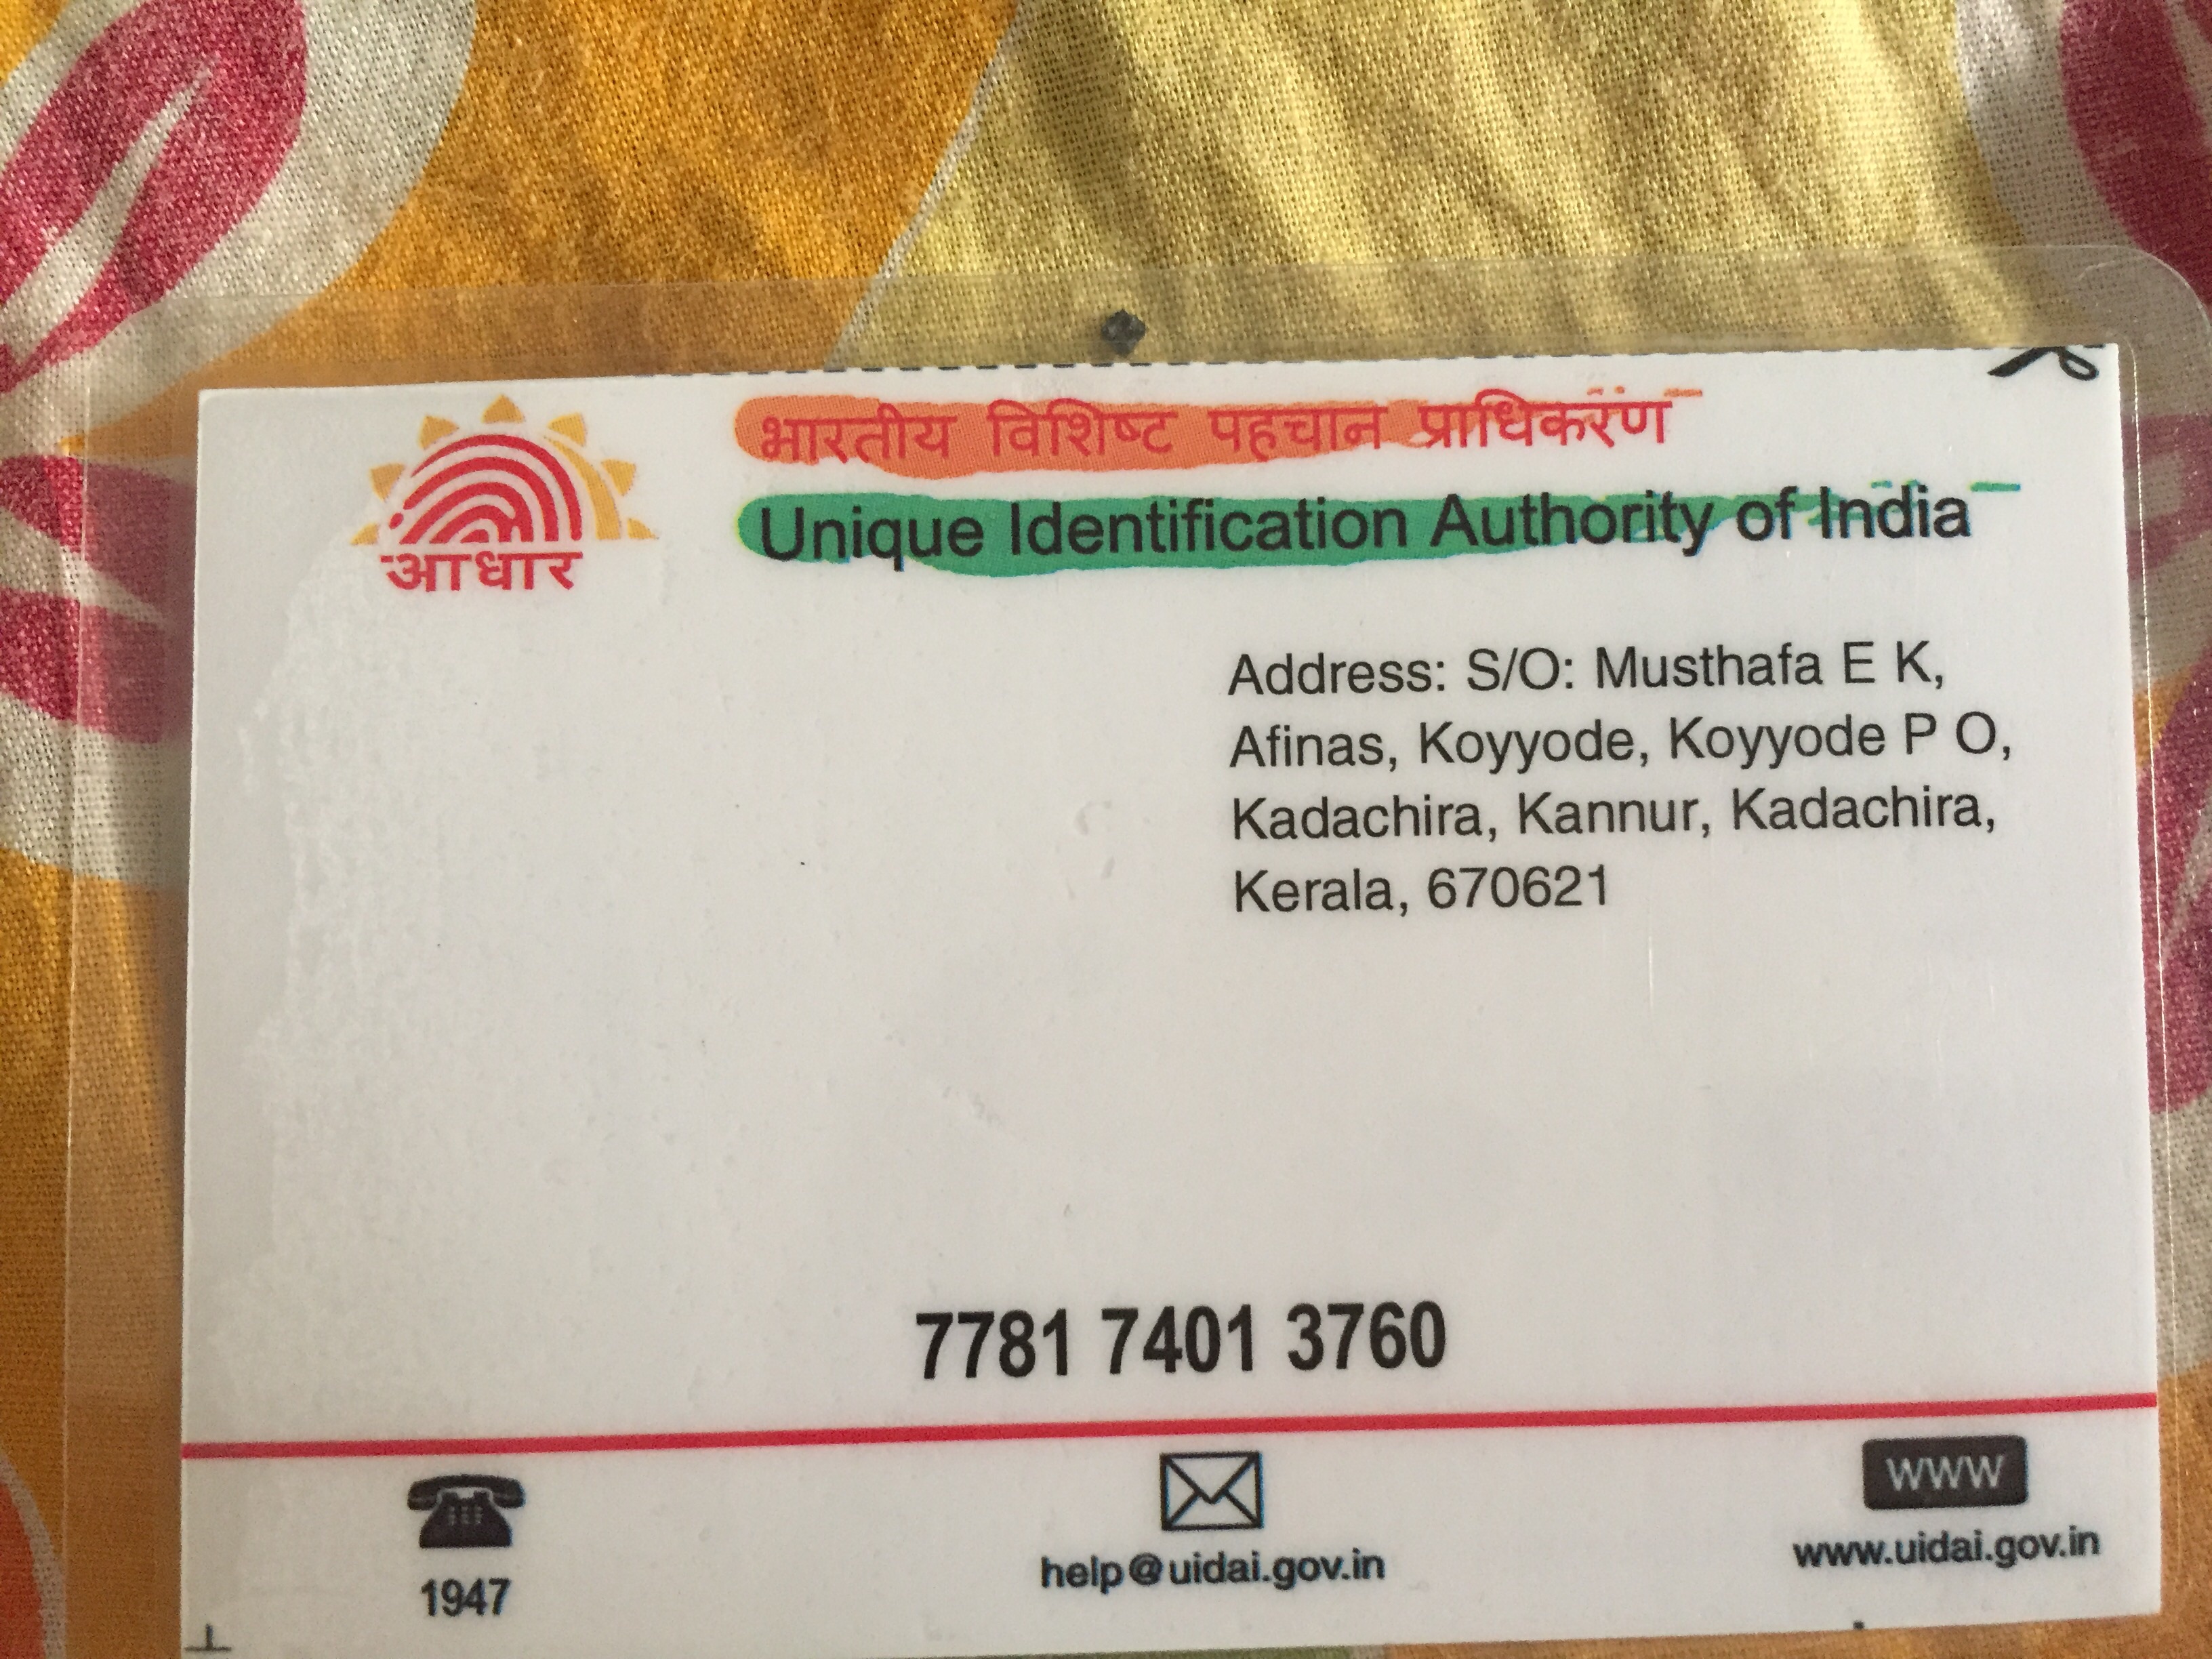 भारतीय विशिष्ट पहचान प्राधिकरण
Unique Identification Authority of India
आधार
Address: S/O: Musthafa E K,
Afinas, Koyyode, Koyyode P O,
Kadachira, Kannur, Kadachira,
Kerala, 670621
7781 7401 3760
1947
help@uidai.gov.in
WWW
www.uidai.gov.in